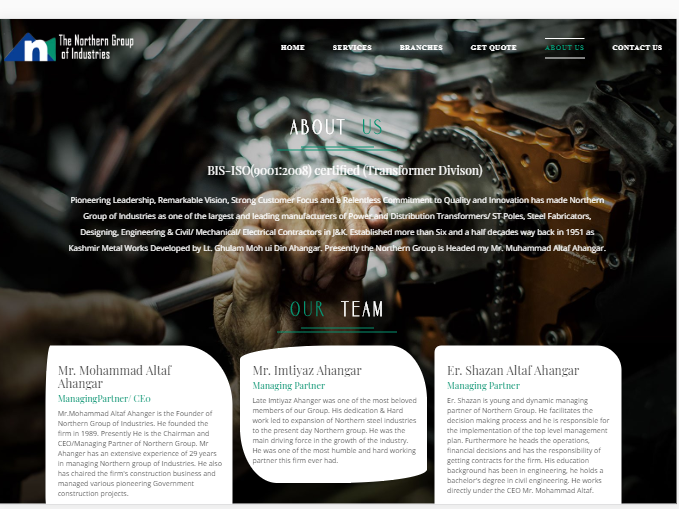 The Northern Group
of Industries
HOME SERVICES BRANCHES GET QUOTE ABOUT US CONTACT US
ABOUT US
BIS-ISO(9001:2008) certified (Transformer Divison)
Pioneering Leadership, Remarkable Vision, Strong Customer Focus and a Relentless Commitment to Quality and Innovation has made Northern
Group of Industries as one of the largest and leading manufacturers of Power and Distribution Transformers/ ST Poles, Steel Fabricators,
Designing, Engineering & Civil/ Mechanical/ Electrical Contractors in J&K. Established more than Six and a half decades way back in 1951 as
Kashmir Metal Works Developed by Lt. Ghulam Moh ui Din Ahangar. Presently the Northern Group is Headed my Mr. Muhammad Altaf Ahangar.
OUR TEAM
Mr. Mohammad Altaf
Ahangar
ManagingPartner/ CEo
Mr.Mohammad Altaf Ahanger is the Founder of
Northern Group of Industries. He founded the
firm in 1989. Presently He is the Chairman and
CEO/Managing Partner of Northern Group. Mr
Ahanger has an extensive experience of 29 years
in managing Northern group of Industries. He also
has chaired the firm's construction business and
managed various pioneering Government
construction projects.
Mr. Imtiyaz Ahangar
Managing Partner
Late Imtiyaz Ahanger was one of the most beloved
members of our Group. His dedication & Hard
work led to expansion of Northern steel industries
to the present day Northern group. He was the
main driving force in the growth of the industry.
He was one of the most humble and hard working
partner this firm ever had.
Er. Shazan Altaf Ahangar
Managing Partner
Er. Shazan is young and dynamic managing
partner of Northern Group. He facilitates the
decision making process and he is responsible for
the implementation of the top level management
plan. Furthermore he heads the operations,
financial decisions and has the responsibility of
getting contracts for the firm. His education
background has been in engineering, he holds a
bachelor's degree in civil engineering. He works
directly under the CEO Mr. Mohammad Altaf.